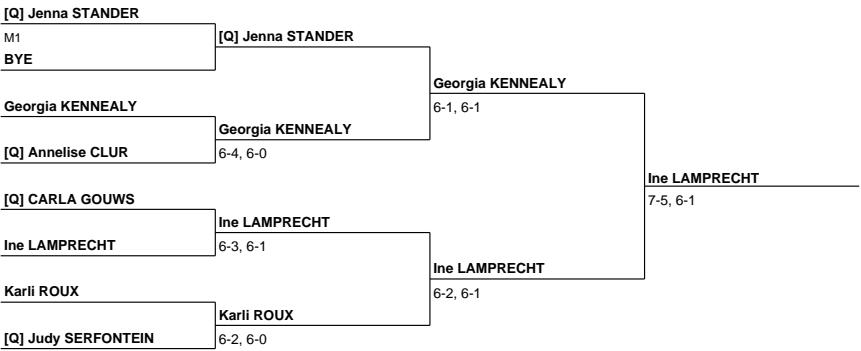 [Q] Jenna STANDER
M1
BYE
[Q] Jenna STANDER
Georgia KENNEALY
6-1, 6-1
Georgia KENNEALY
[Q] Annelise CLUR
Georgia KENNEALY
6-4, 6-0
Ine LAMPRECHT
7-5, 6-1
[Q] CARLA GOUWS
Ine LAMPRECHT
Ine LAMPRECHT
6-3, 6-1
Ine LAMPRECHT
6-2, 6-1
Karli ROUX
[Q] Judy SERFONTEIN
Karli ROUX
6-2, 6-0